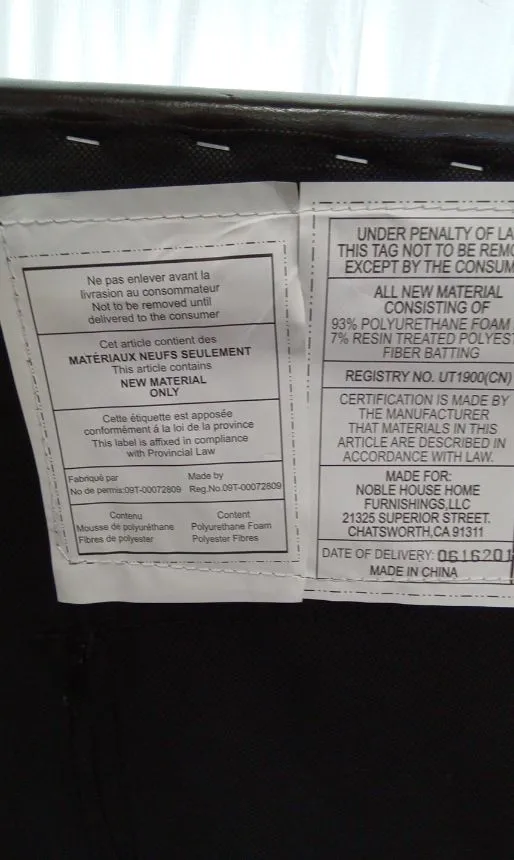 Ne pas enlever avant la
livrasion au consommateur
Not to be removed until
delivered to the consumer
Cet article contient des
MATÉRIAUX NEUFS SEULEMENT
This article contains
NEW MATERIAL
ONLY
Cette étiquette est apposée
conformément á la loi de la province
This label is affixed in compliance
with Provincial Law
Fabriqué par Made by
No de permis:09T-00072809 Reg.No.09T-00072809
Contenu Content
Mousse de polyuréthane Polyurethane Foam
Fibres de polyester Polyester Fibres
UNDER PENALTY OF LA
THIS TAG NOT TO BE REMO
EXCEPT BY THE CONSUM
ALL NEW MATERIAL
CONSISTING OF
93% POLYURETHANE FOAM
7% RESIN TREATED POLYEST
FIBER BATTING
REGISTRY NO. UT1900(CN)
CERTIFICATION IS MADE BY
THE MANUFACTURER
THAT MATERIALS IN THIS
ARTICLE ARE DESCRIBED IN
ACCORDANCE WITH LAW.
MADE FOR:
NOBLE HOUSE HOME
FURNISHINGS,LLC
21325 SUPERIOR STREET.
CHATSWORTH,CA 91311
DATE OF DELIVERY: 0616201
MADE IN CHINA